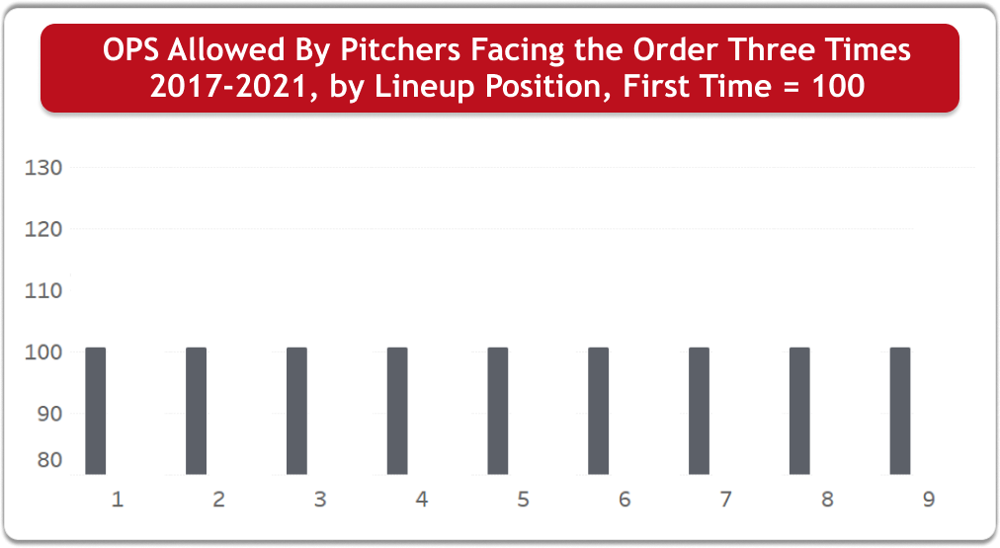 OPS Allowed By Pitchers Facing the Order Three Times
2017-2021, by Lineup Position, First Time = 100
130
120
110
100
90
80
1 2 3 4 5 6 7 8 9